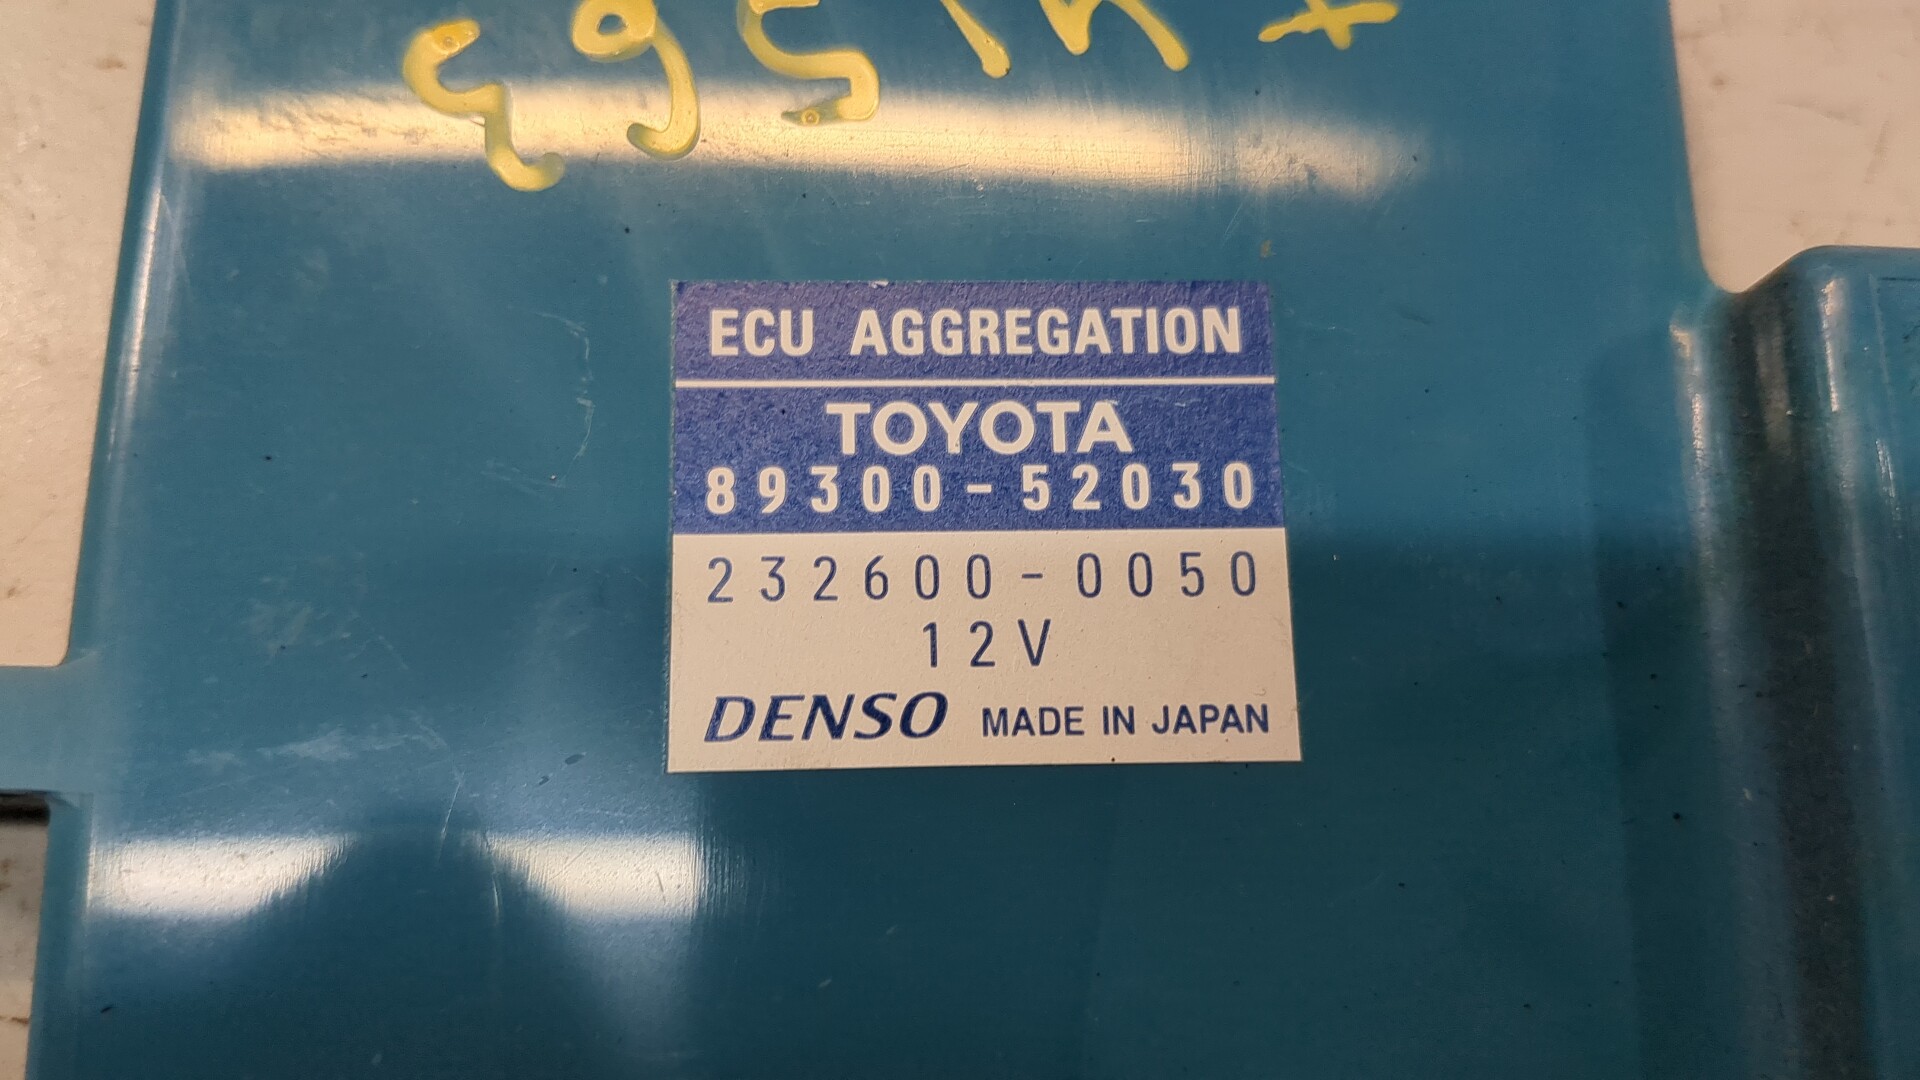 ECU AGGREGATION
TOYOTA
89300-52030
232600-0050
12V
DENSO MADE IN JAPAN